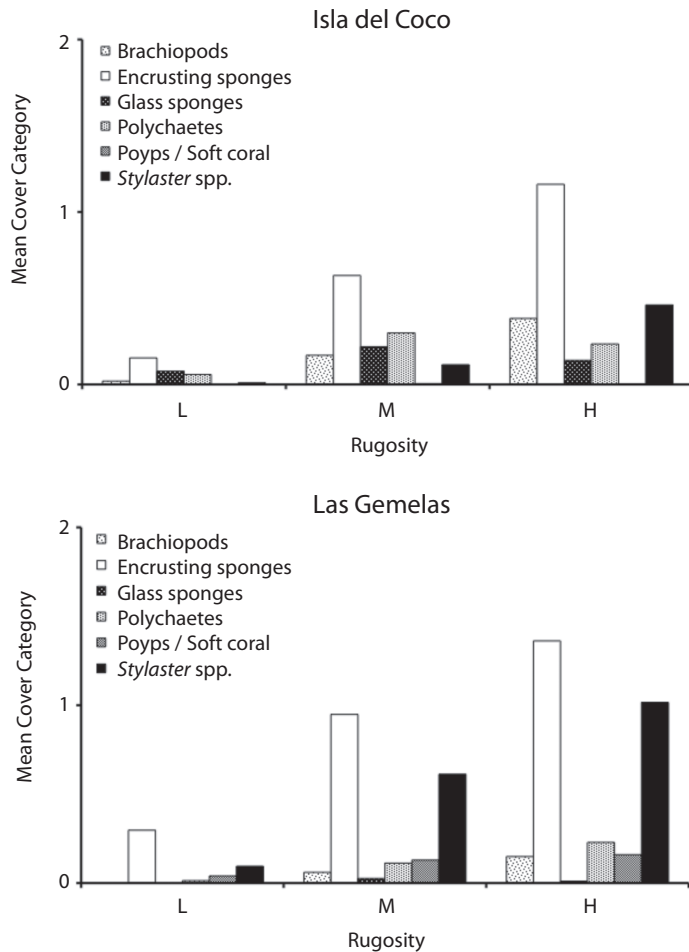 Isla del Coco
2
Brachiopods
Encrusting sponges
Glass sponges
Polychaetes
Poyps / Soft coral
Stylaster spp.
Mean Cover Category
1
0
L M H
Rugosity
Las Gemelas
2
Brachiopods
Encrusting sponges
Glass sponges
Polychaetes
Poyps / Soft coral
Stylaster spp.
Mean Cover Category
1
0
L M H
Rugosity